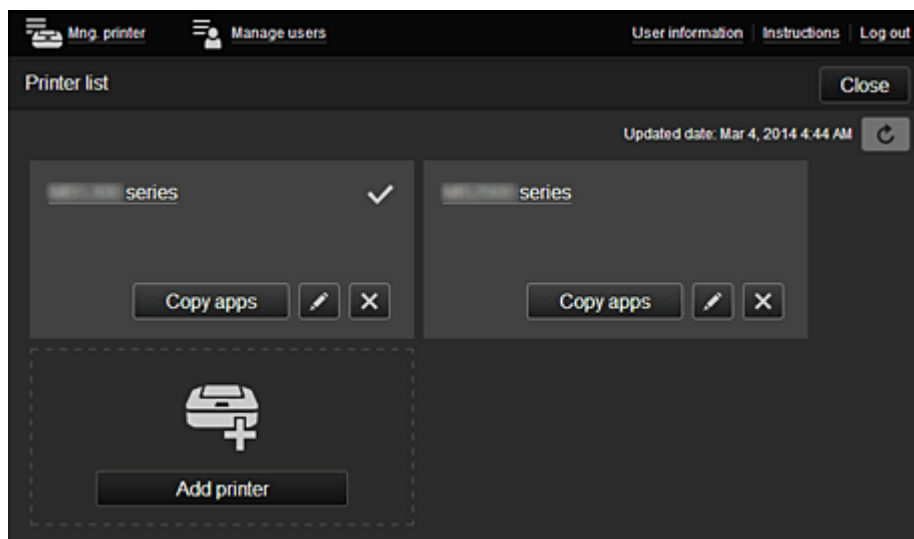 Mng. printer Manage users User information Instructions Log out
Printer list Close
Updated date: Mar 4, 2014 4:44 AM
series series
Copy apps Copy apps
Add printer